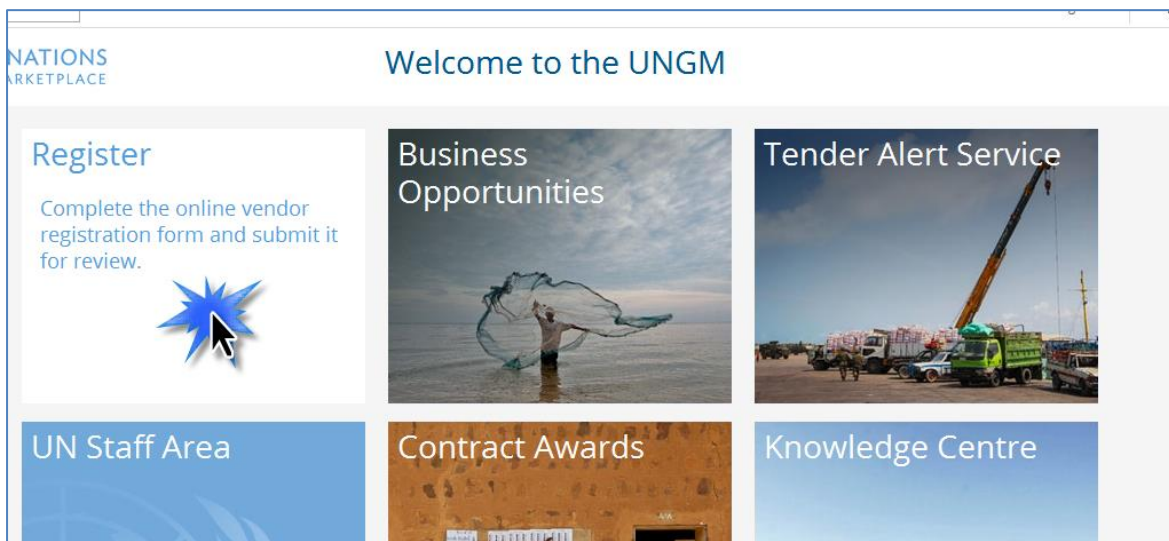 NATIONS
RKETPLACE
Welcome to the UNGM
Register
Complete the online vendor
registration form and submit it
for review.
Business
Opportunities
Tender Alert Service
UN Staff Area
Contract Awards
Knowledge Centre